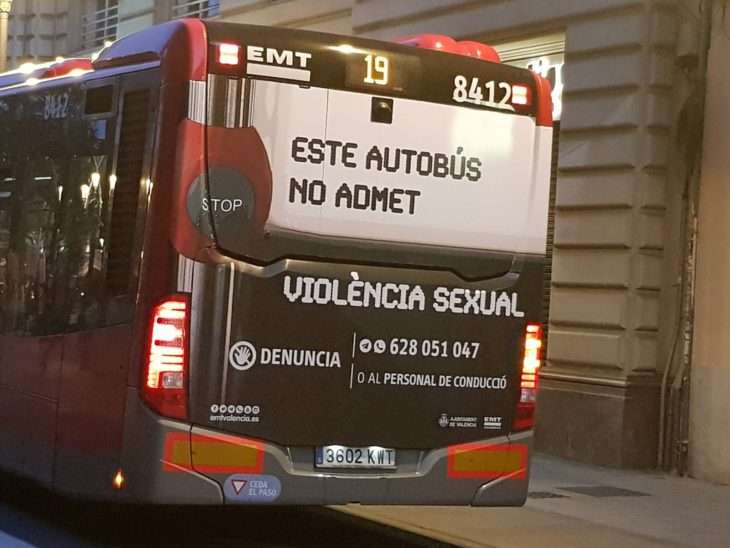 EMT
19
8412
8412
ESTE AUTOBÚS
NO ADMET
STOP
VIOLÈNCIA SEXUAL
DENUNCIA
628 051 047
O AL PERSONAL DE CONDUCCIÓ
emtvalencia.es
AJUNTAMENT
DE VALÈNCIA
EMT
3602 KWT
CEDA
EL PASO